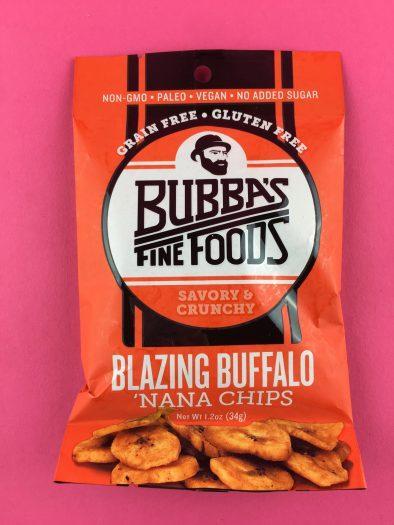 NON-GMO • PALEO • VEGAN • NO ADDED SUGAR
GRAIN FREE • GLUTEN FREE
BUBBA'S
FINE FOODS
SAVORY &
CRUNCHY
BLAZING BUFFALO
'NANA CHIPS
Net Wt 1.2oz (34g)